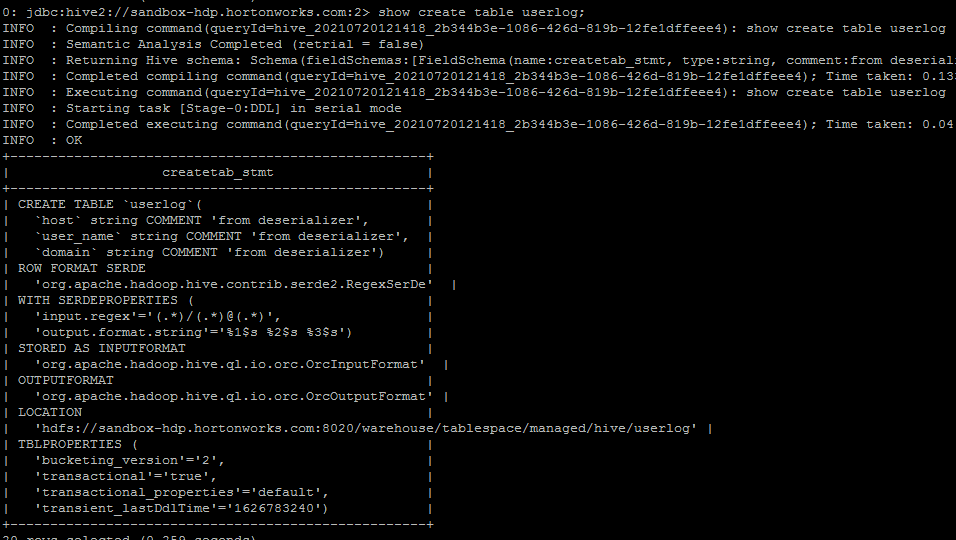 0: jdbc:hive2://sandbox-hdp.hortonworks.com:2> show create table userlog;
INFO  : Compiling command(queryId=hive_20210720121418_2b344b3e-1086-426d-819b-12fe1dffeee4): show create table userlog
INFO  : Semantic Analysis Completed (retrial = false)
INFO  : Returning Hive schema: Schema(fieldSchemas:[FieldSchema(name:createtab_stmt, type:string, comment:from deseriali
INFO  : Completed compiling command(queryId=hive_20210720121418_2b344b3e-1086-426d-819b-12fe1dffeee4); Time taken: 0.13
INFO  : Executing command(queryId=hive_20210720121418_2b344b3e-1086-426d-819b-12fe1dffeee4): show create table userlog
INFO  : Starting task [Stage-0:DDL] in serial mode
INFO  : Completed executing command(queryId=hive_20210720121418_2b344b3e-1086-426d-819b-12fe1dffeee4); Time taken: 0.04
INFO  : OK
+----------------------------------------------------+
|                   createtab_stmt                   |
+----------------------------------------------------+
| CREATE TABLE `userlog`(                            |
|   `host` string COMMENT 'from deserializer',       |
|   `user_name` string COMMENT 'from deserializer',  |
|   `domain` string COMMENT 'from deserializer')     |
| ROW FORMAT SERDE                                   |
|   'org.apache.hadoop.hive.contrib.serde2.RegexSerDe'  |
| WITH SERDEPROPERTIES (                             |
|   'input.regex'='(.*)/(.*)@(.*)',                  |
|   'output.format.string'='%1$s %2$s %3$s')         |
| STORED AS INPUTFORMAT                              |
|   'org.apache.hadoop.hive.ql.io.orc.OrcInputFormat'  |
| OUTPUTFORMAT                                       |
|   'org.apache.hadoop.hive.ql.io.orc.OrcOutputFormat' |
| LOCATION                                           |
|   'hdfs://sandbox-hdp.hortonworks.com:8020/warehouse/tablespace/managed/hive/userlog' |
| TBLPROPERTIES (                                    |
|   'bucketing_version'='2',                         |
|   'transactional'='true',                          |
|   'transactional_properties'='default',            |
|   'transient_lastDdlTime'='1626783240')            |
+----------------------------------------------------+
20 rows selected (0.259 seconds)